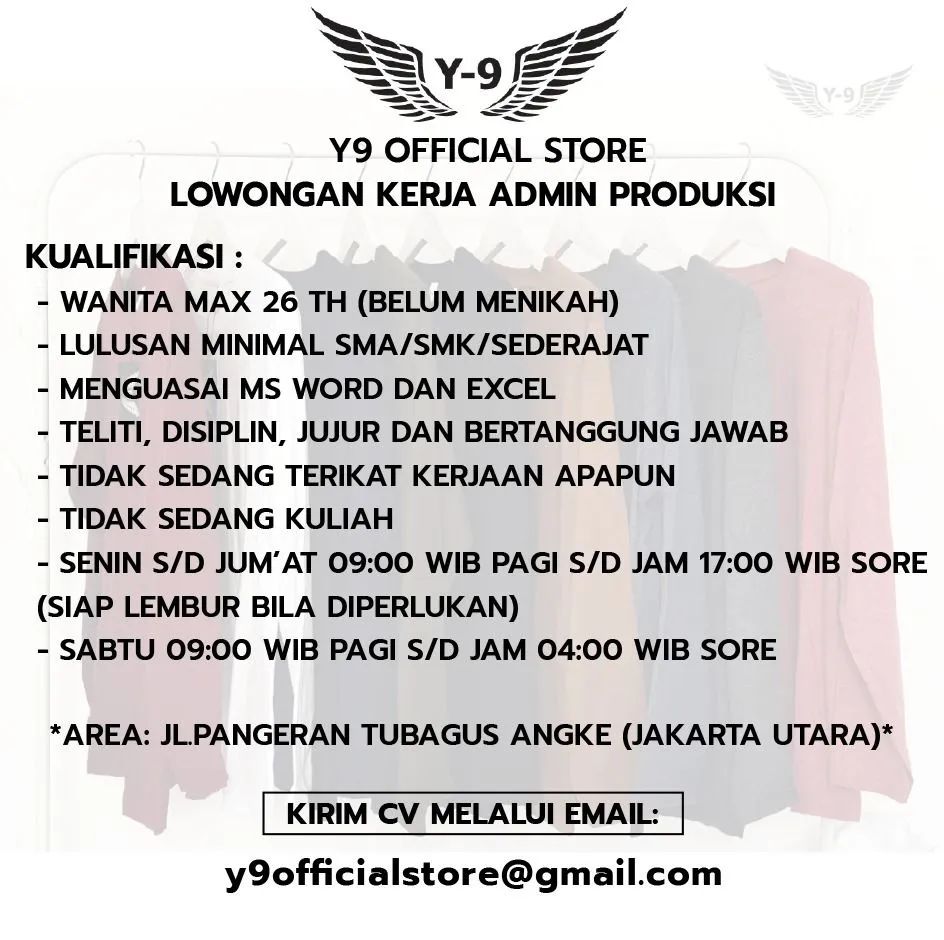 Y-9
Y-9
Y9 OFFICIAL STORE
LOWONGAN KERJA ADMIN PRODUKSI
KUALIFIKASI :
- WANITA MAX 26 TH (BELUM MENIKAH)
- LULUSAN MINIMAL SMA/SMK/SEDERAJAT
- MENGUASAI MS WORD DAN EXCEL
- TELITI, DISIPLIN, JUJUR DAN BERTANGGUNG JAWAB
- TIDAK SEDANG TERIKAT KERJAAN APAPUN
- TIDAK SEDANG KULIAH
- SENIN S/D JUM’AT 09:00 WIB PAGI S/D JAM 17:00 WIB SORE
(SIAP LEMBUR BILA DIPERLUKAN)
- SABTU 09:00 WIB PAGI S/D JAM 04:00 WIB SORE
*AREA: JL.PANGERAN TUBAGUS ANGKE (JAKARTA UTARA)*
KIRIM CV MELALUI EMAIL:
y9officialstore@gmail.com